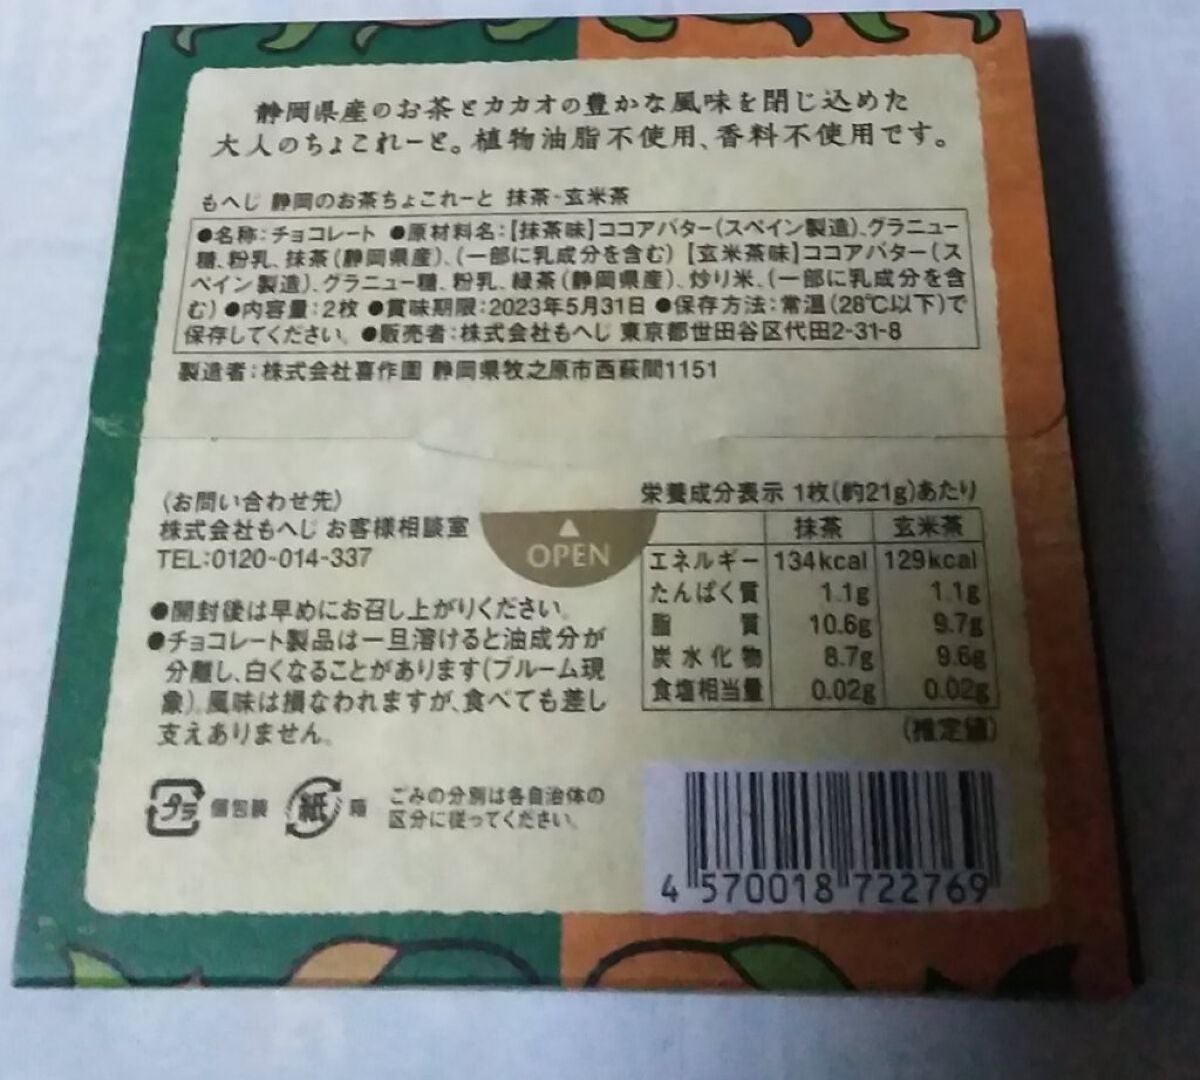 静岡県産のお茶とカカオの豊かな風味を閉じ込めた
大人のちょこれーと。植物油脂不使用、香料不使用です。
もへじ 静岡のお茶ちょこれーと 抹茶・玄米茶
●名称：チョコレート ●原材料名：【抹茶味】ココアバター（スペイン製造）、グラニュー
糖、粉乳、抹茶（静岡県産）、（一部に乳成分を含む）【玄米茶味】ココアバター（ス
ペイン製造）、グラニュー糖、粉乳、緑茶（静岡県産）、炒り米、（一部に乳成分を含
む）●内容量：2枚 ●賞味期限：2023年5月31日 ●保存方法：常温（28℃以下）で
保存してください。 ●販売者：株式会社もへじ 東京都世田谷区代田2-31-8
製造者：株式会社喜作園 静岡県牧之原市西萩間1151
〈お問い合わせ先〉
株式会社もへじ お客様相談室
TEL:0120-014-337
▲
OPEN
●開封後は早めにお召し上がりください。
●チョコレート製品は一旦溶けると油成分が
分離し、白くなることがあります（ブルーム現
象）。風味は損なわれますが、食べても差し
支えありません。
栄養成分表示 1枚（約21g）あたり
抹茶 玄米茶
エネルギー 134kcal 129kcal
たんぱく質 1.1g 1.1g
脂質 10.6g 9.7g
炭水化物 8.7g 9.6g
食塩相当量 0.02g 0.02g
（推定値）
プラ 個包装 紙 箱
ごみの分別は各自治体の
区分に従ってください。
4 570018 722769